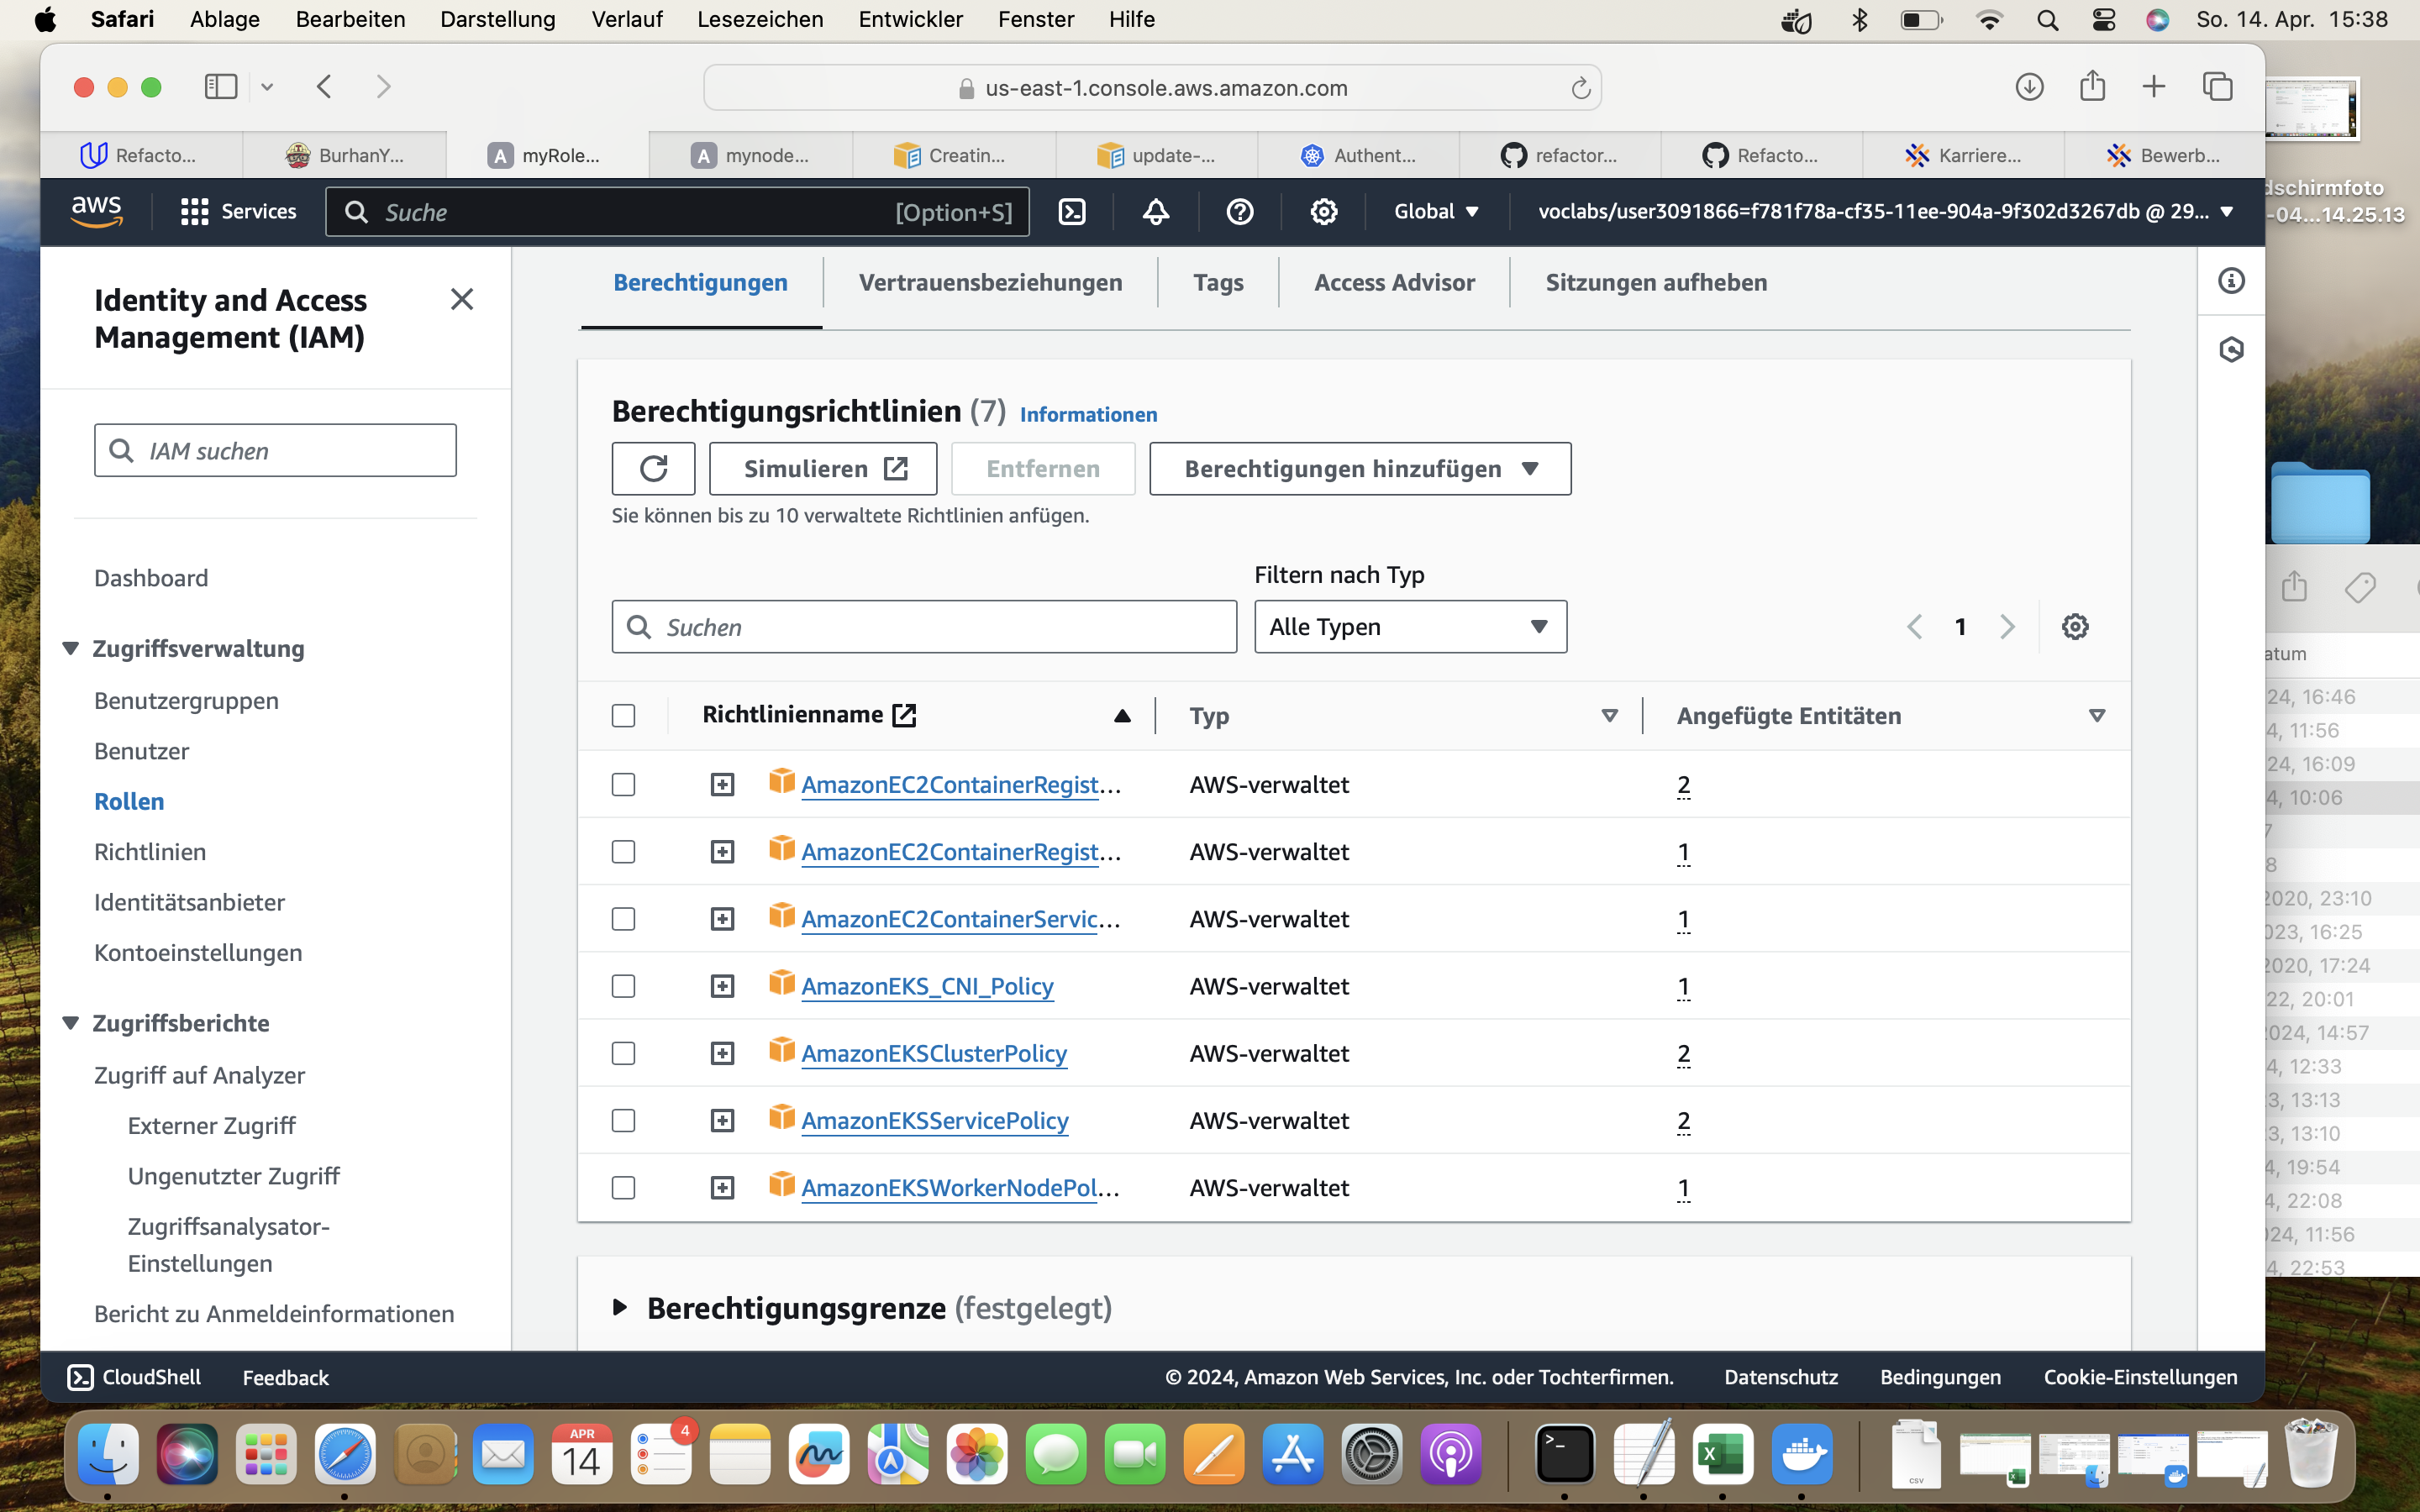 Safari Ablage Bearbeiten Darstellung Verlauf Lesezeichen Entwickler Fenster Hilfe So. 14. Apr. 15:38
us-east-1.console.aws.amazon.com
Refacto... BurhanY... A myRole... A mynode... Creatin... update-... Authent... refactor... Refacto... Karriere... Bewerb...
aws Services Suche [Option+S] Global voclabs/user3091866=f781f78a-cf35-11ee-904a-9f302d3267db @ 29...
dschirmfoto
-04...14.25.13
Identity and Access
Management (IAM)
IAM suchen
Dashboard
Zugriffsverwaltung
Benutzergruppen
Benutzer
Rollen
Richtlinien
Identitätsanbieter
Kontoeinstellungen
Zugriffsberichte
Zugriff auf Analyzer
Externer Zugriff
Ungenutzter Zugriff
Zugriffsanalysator-
Einstellungen
Bericht zu Anmeldeinformationen
Berechtigungen Vertrauensbeziehungen Tags Access Advisor Sitzungen aufheben
Berechtigungsrichtlinien (7) Informationen
Simulieren Entfernen Berechtigungen hinzufügen
Sie können bis zu 10 verwaltete Richtlinien anfügen.
Filtern nach Typ
Suchen Alle Typen 1
Richtlinienname Typ Angefügte Entitäten
AmazonEC2ContainerRegist... AWS-verwaltet 2
AmazonEC2ContainerRegist... AWS-verwaltet 1
AmazonEC2ContainerServic... AWS-verwaltet 1
AmazonEKS_CNI_Policy AWS-verwaltet 1
AmazonEKSClusterPolicy AWS-verwaltet 2
AmazonEKSServicePolicy AWS-verwaltet 2
AmazonEKSWorkerNodePol... AWS-verwaltet 1
Berechtigungsgrenze (festgelegt)
atum
24, 16:46
4, 11:56
24, 16:09
4, 10:06
7
8
2020, 23:10
023, 16:25
2020, 17:24
22, 20:01
2024, 14:57
4, 12:33
3, 13:13
3, 13:10
4, 19:54
4, 22:08
024, 11:56
4, 22:53
CloudShell Feedback © 2024, Amazon Web Services, Inc. oder Tochterfirmen. Datenschutz Bedingungen Cookie-Einstellungen
APR
14
4
CSV